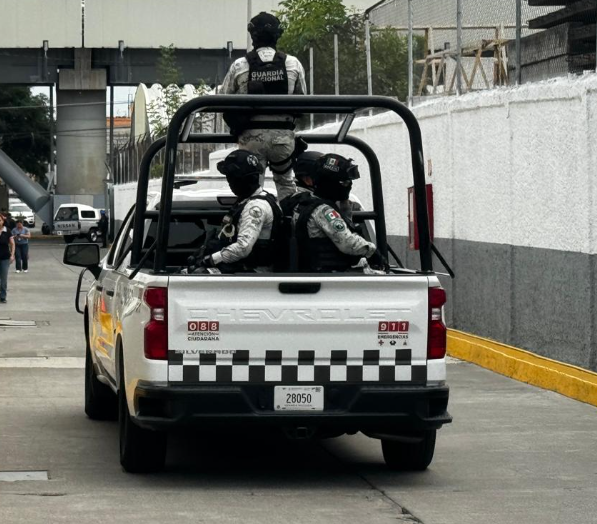 GUARDIA
NACIONAL
CHEVROLET
088
ATENCIÓN
CIUDADANA
911
EMERGENCIAS
SILVERADO
28050